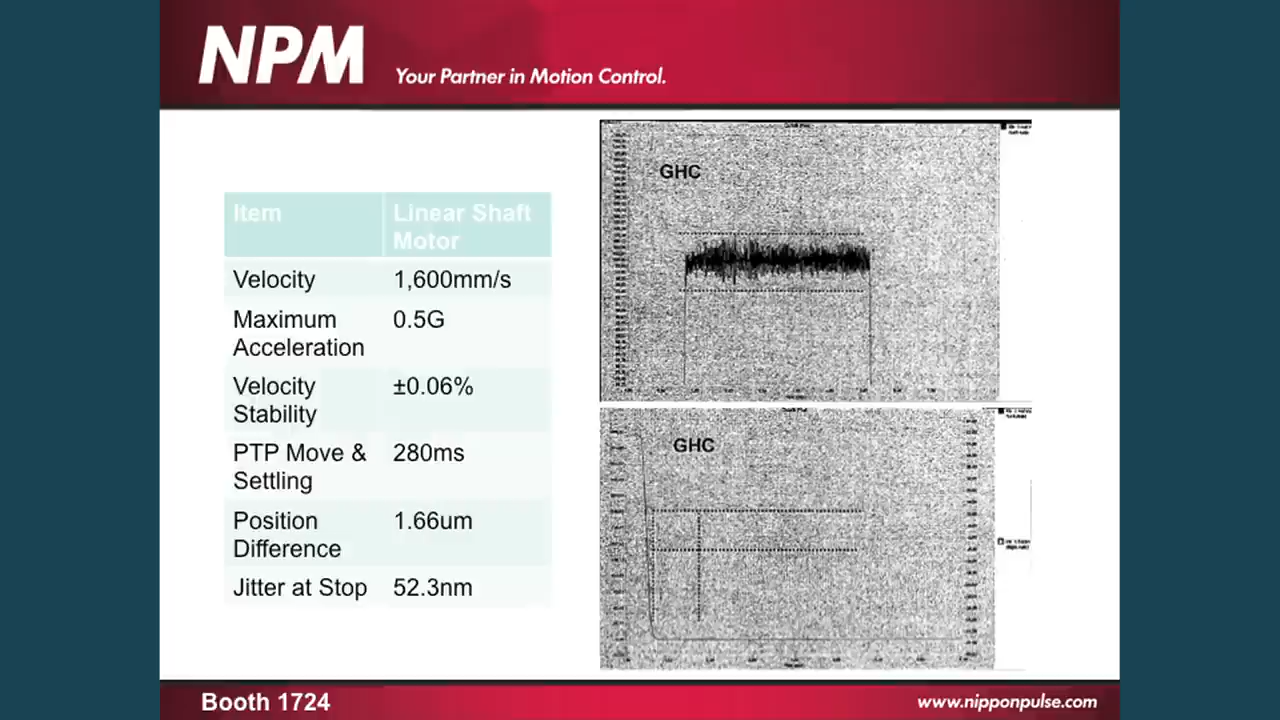 NPM
Your Partner in Motion Control.
Item
Linear Shaft
Motor
Velocity
1,600mm/s
Maximum
Acceleration
0.5G
Velocity
Stability
±0.06%
PTP Move &
Settling
280ms
Position
Difference
1.66um
Jitter at Stop
52.3nm
GHC
GHC
Booth 1724
www.nipponpulse.com